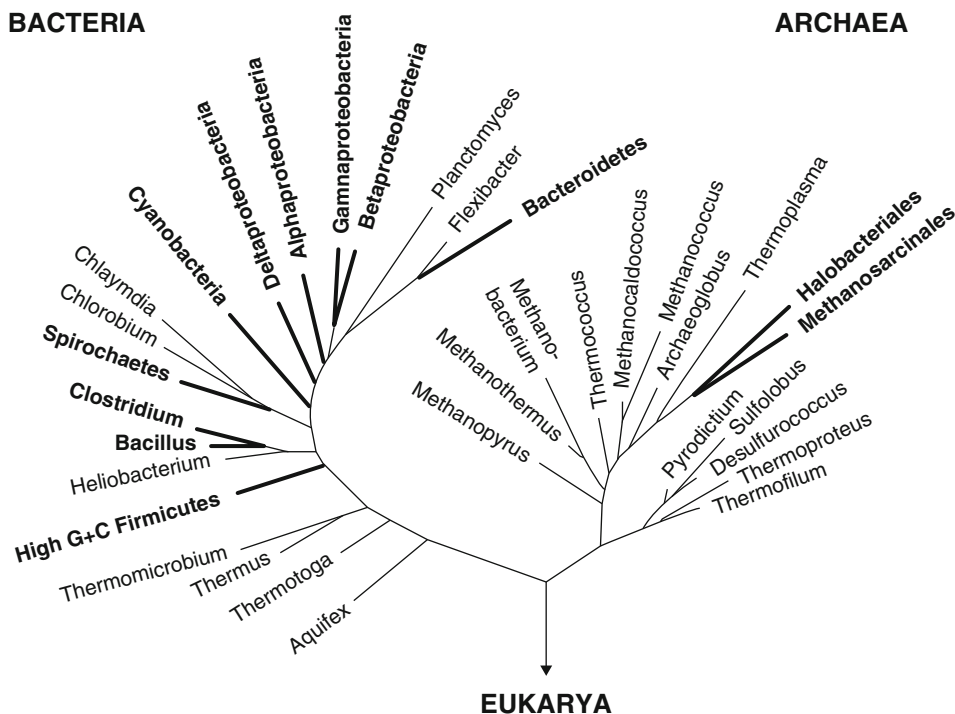 BACTERIA
ARCHAEA
Gamnaproteobacteria
Betaproteobacteria
Alphaproteobacteria
Deltaproteobacteria
Planctomyces
Flexibacter
Bacteroidetes
Cyanobacteria
Chlaymdia
Chlorobium
Spirochaetes
Clostridium
Bacillus
Heliobacterium
High G+C Firmicutes
Thermomicrobium
Thermus
Thermotoga
Aquifex
Methanopyrus
Methanothermus
Methano-
bacterium
Thermococcus
Methanocaldococcus
Methanococcus
Archaeoglobus
Thermoplasma
Halobacteriales
Methanosarcinales
Pyrodictium
Sulfolobus
Desulfurococcus
Thermoproteus
Thermofilum
EUKARYA